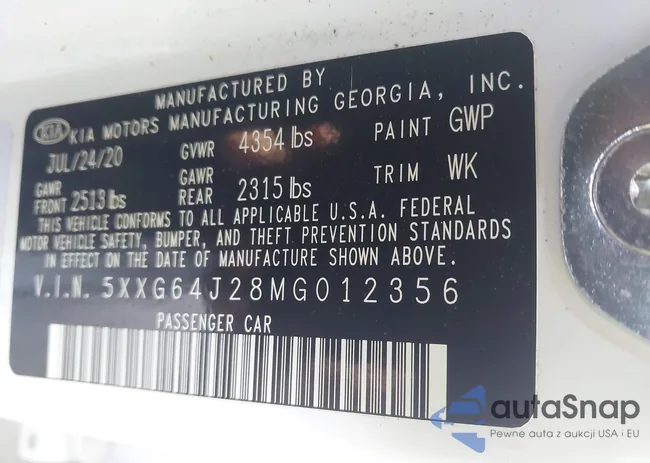 MANUFACTURED BY
KIA KIA MOTORS MANUFACTURING GEORGIA, INC.
JUL/24/20 GVWR 4354 lbs PAINT GWP
GAWR FRONT 2513 lbs GAWR REAR 2315 lbs TRIM WK
THIS VEHICLE CONFORMS TO ALL APPLICABLE U.S.A. FEDERAL
MOTOR VEHICLE SAFETY, BUMPER, AND THEFT PREVENTION STANDARDS
IN EFFECT ON THE DATE OF MANUFACTURE SHOWN ABOVE.
V.I.N. 5XXG64J28MG012356
PASSENGER CAR
autaSnap
Pewne auta z aukcji USA i EU